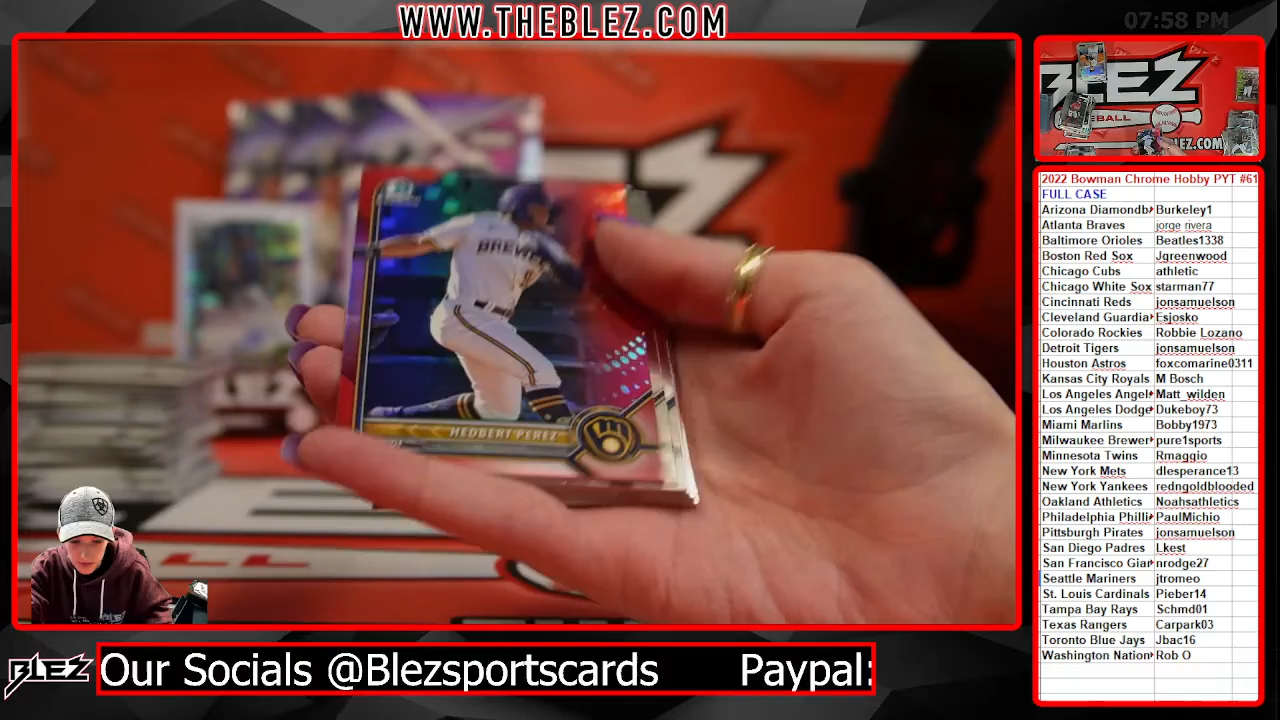 WWW.THEBLEZ.COM
07:58 PM
BLEZ
2022 Bowman Chrome Hobby PYT #61
FULL CASE
Arizona Diamondb Burkeley1
Atlanta Braves jorge rivera
Baltimore Orioles Beatles1338
Boston Red Sox Jgreenwood
Chicago Cubs athletic
Chicago White Sox starman77
Cincinnati Reds jonsamuelson
Cleveland Guardia Esjosko
Colorado Rockies Robbie Lozano
Detroit Tigers jonsamuelson
Houston Astros foxcomarine0311
Kansas City Royals M Bosch
Los Angeles Angel Matt_wilden
Los Angeles Dodge Dukeboy73
Miami Marlins Bobby1973
Milwaukee Brewer pure1sports
Minnesota Twins Rmaggio
New York Mets dlesperance13
New York Yankees redngoldblooded
Oakland Athletics Noahsathletics
Philadelphia Philli PaulMichio
Pittsburgh Pirates jonsamuelson
San Diego Padres Lkest
San Francisco Gian nrodge27
Seattle Mariners jtromeo
St. Louis Cardinals Pieber14
Tampa Bay Rays Schmd01
Texas Rangers Carpark03
Toronto Blue Jays Jbac16
Washington Nation Rob O
BREWE
HEDBERT PEREZ
BLEZ
Our Socials @Blezsportscards Paypal: